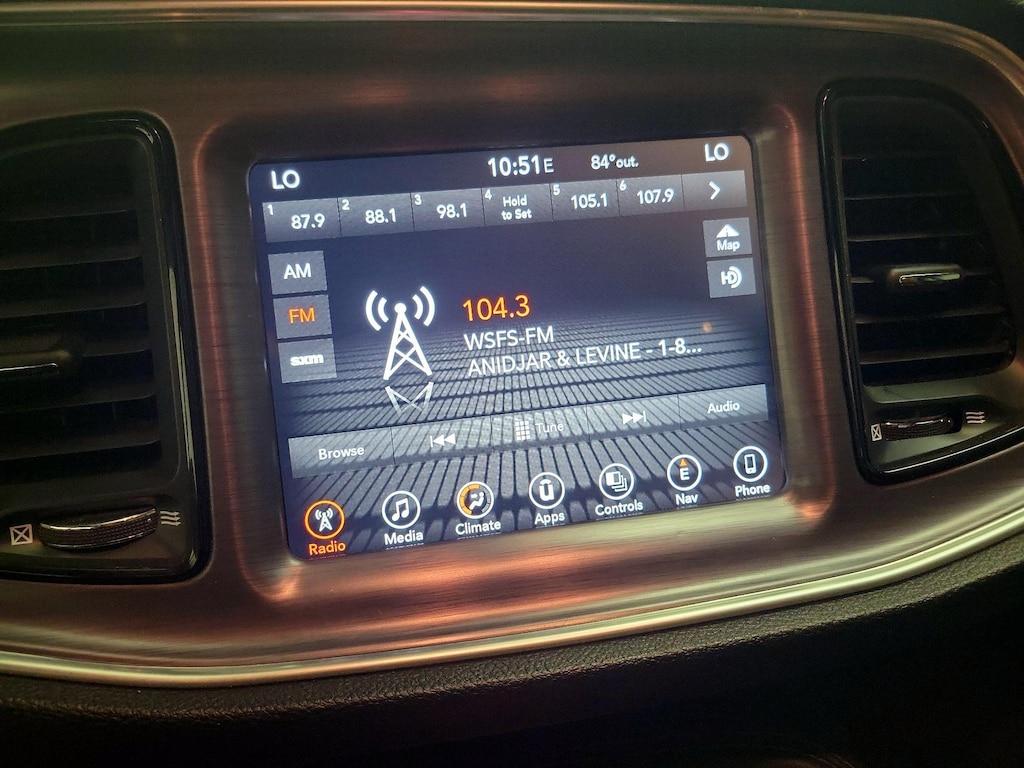 LO 10:51E 84°out. LO
1 87.9 2 88.1 3 98.1 4 Hold to Set 5 105.1 6 107.9 >
Map
AM
HD
FM
104.3
WSFS-FM
sxm
ANIDJAR & LEVINE - 1-8...
Browse Tune Audio
Radio Media Climate Apps Controls E Nav Phone